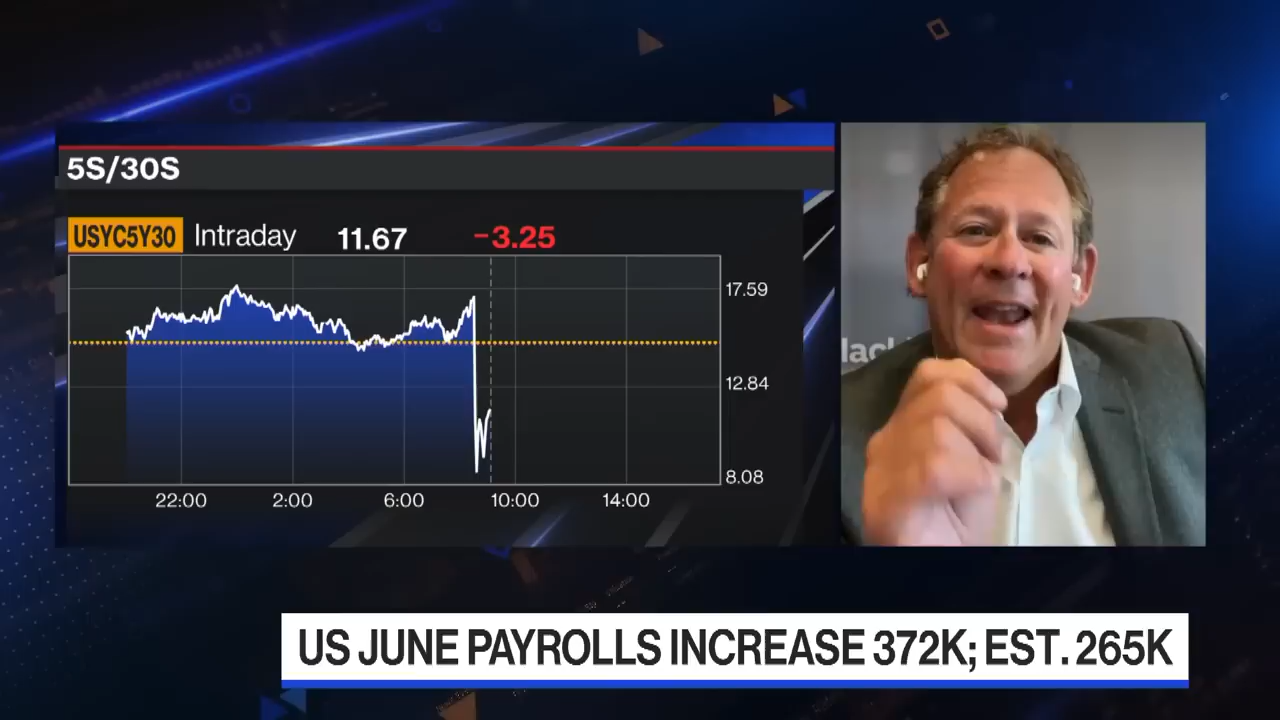 5S/30S
USYC5Y30 Intraday 11.67 -3.25
17.59
12.84
8.08
22:00 2:00 6:00 10:00 14:00
lack
US JUNE PAYROLLS INCREASE 372K; EST. 265K